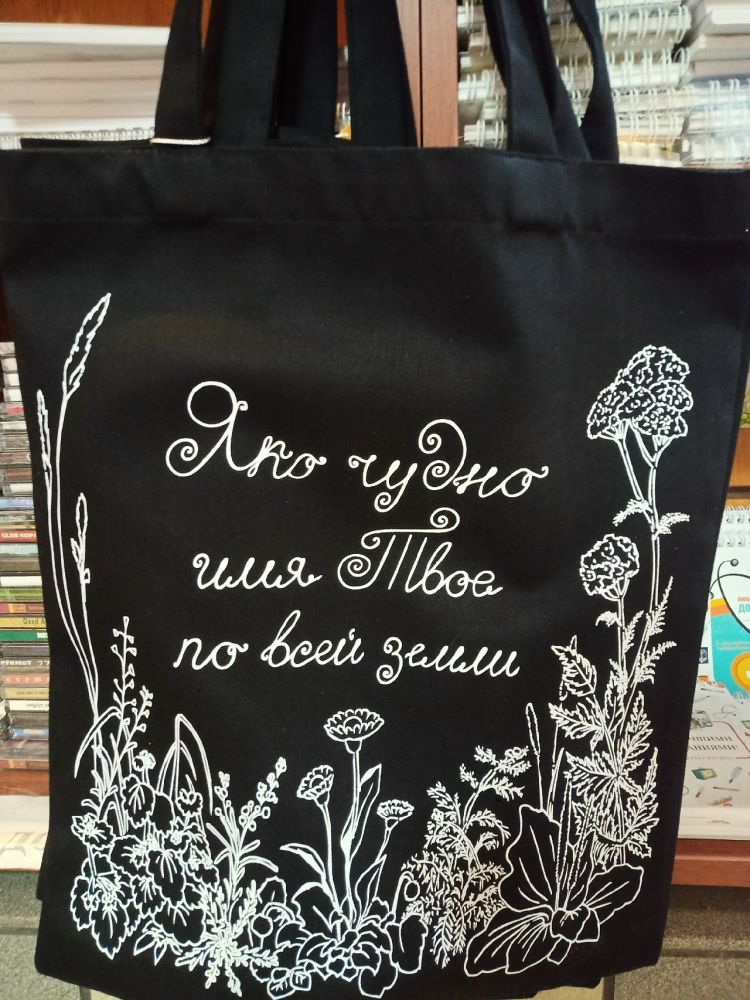 Яко чудно
имя Твое
по всей земли